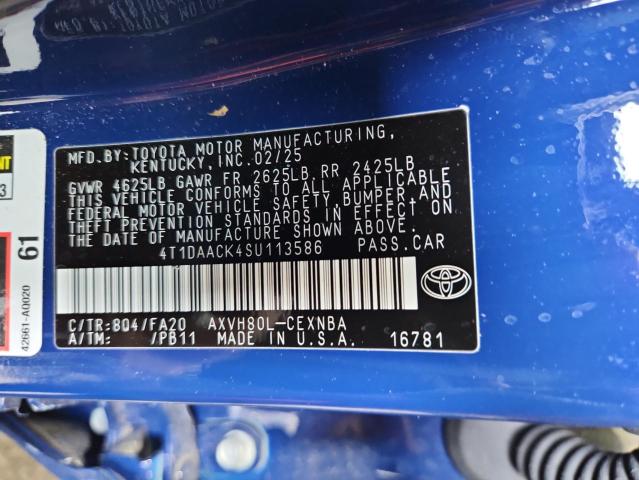 MFD.BY:TOYOTA MOTOR MANUFACTURING,
KENTUCKY,INC.02/25
GVWR 4625LB GAWR FR 2625LB RR 2425LB
THIS VEHICLE CONFORMS TO ALL APPLICABLE
FEDERAL MOTOR VEHICLE SAFETY,BUMPER,AND
THEFT PREVENTION STANDARDS IN EFFECT ON
THE DATE OF MANUFACTURE SHOWN ABOVE.
4T1DAACK4SU113586 PASS.CAR
C/TR:8Q4/FA20 AXVH80L-CEXNBA
A/TM: /PB11 MADE IN U.S.A. 16781
TOYOTA
3
61
42661-A0020